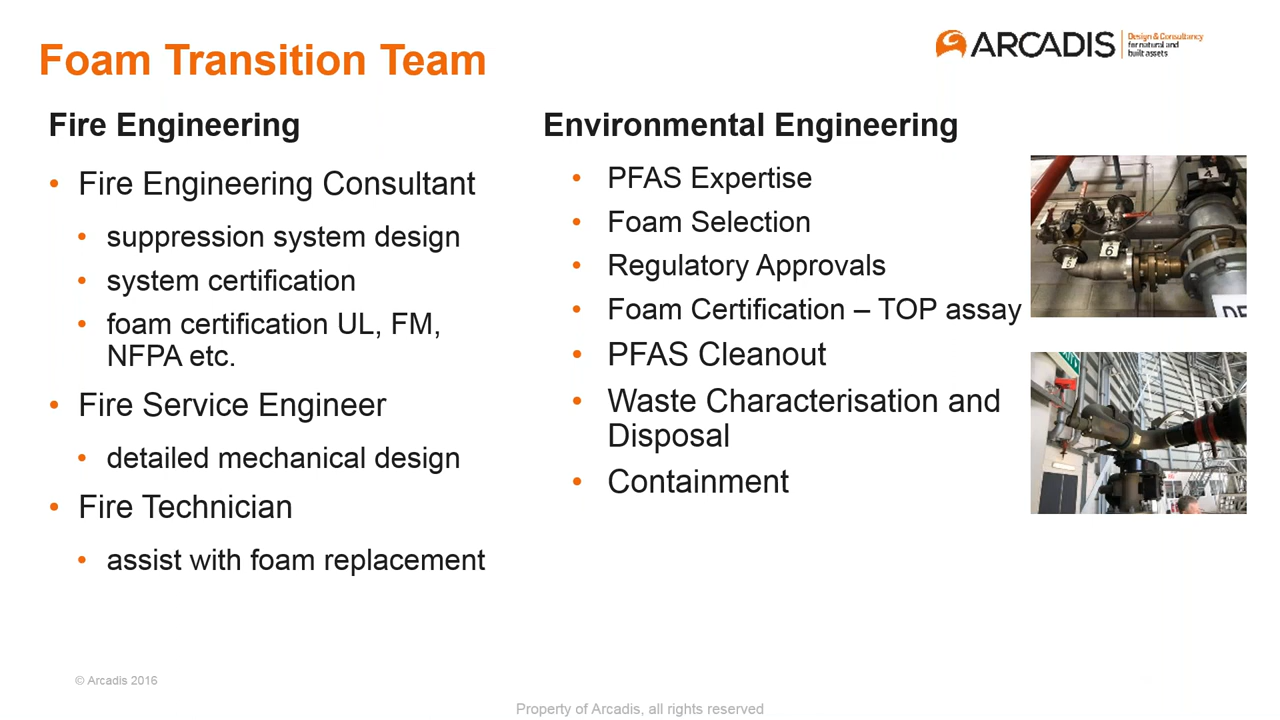 Foam Transition Team
ARCADIS
Design & Consultancy
for natural and
built assets
Fire Engineering
• Fire Engineering Consultant
• suppression system design
• system certification
• foam certification UL, FM,
NFPA etc.
• Fire Service Engineer
• detailed mechanical design
• Fire Technician
• assist with foam replacement
Environmental Engineering
• PFAS Expertise
• Foam Selection
• Regulatory Approvals
• Foam Certification – TOP assay
• PFAS Cleanout
• Waste Characterisation and
Disposal
• Containment
4
6
5
© Arcadis 2016
Property of Arcadis, all rights reserved